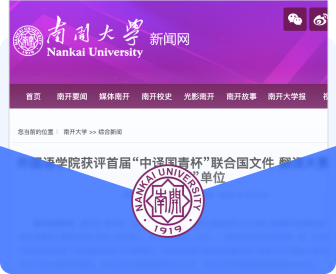 南開大學 新闻网
Nankai University
首页 南开要闻 媒体南开 南开校史 光影南开 南开故事 南开大学报
您当前的位置 ： 南开大学 >> 综合新闻
语学院获评首届“中译国青杯”联合国文件
”单位
NANKAI UNIVERSITY
南開
1919